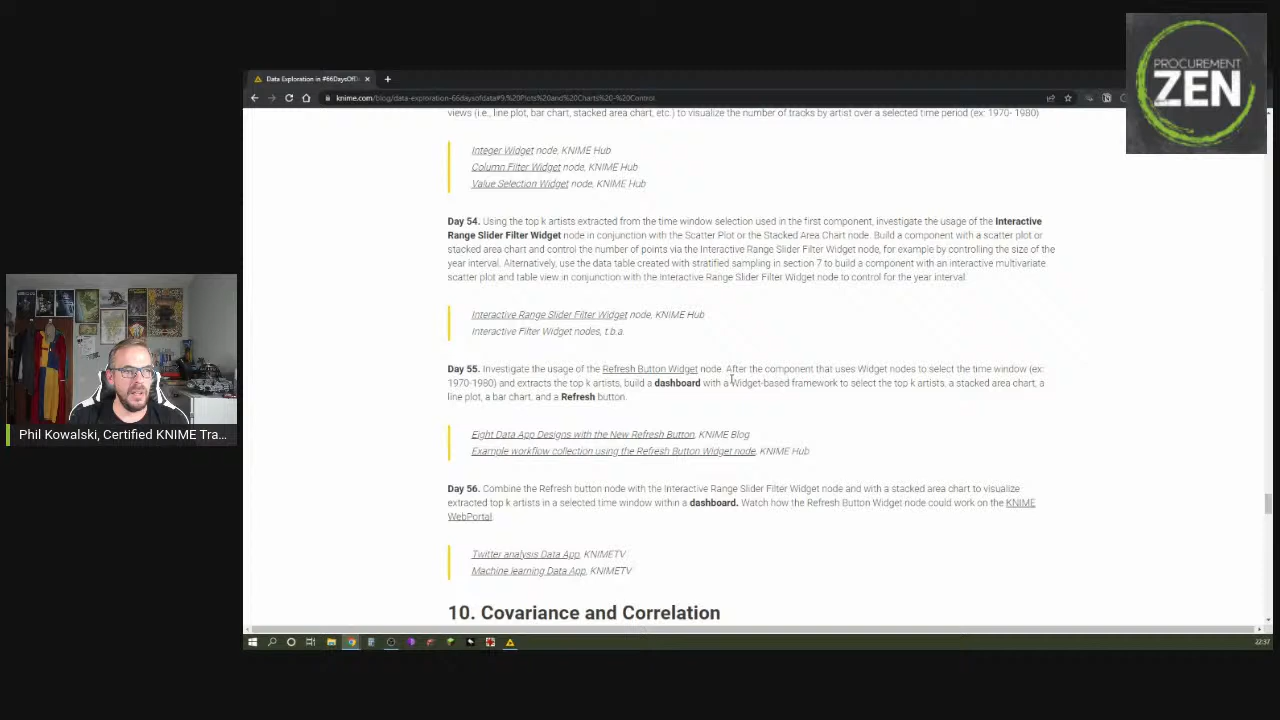 PROCUREMENT
ZEN
Data Exploration in #66DaysOfD
knime.com/blog/data-exploration-66daysofdata#9.%20Plots%20and%20Charts%20-%20Control
views (i.e., line plot, bar chart, stacked area chart, etc.) to visualize the number of tracks by artist over a selected time period (ex: 1970- 1980)
Integer Widget node, KNIME Hub
Column Filter Widget node, KNIME Hub
Value Selection Widget node, KNIME Hub
Day 54. Using the top k artists extracted from the time window selection used in the first component, investigate the usage of the Interactive
Range Slider Filter Widget node in conjunction with the Scatter Plot or the Stacked Area Chart node. Build a component with a scatter plot or
stacked area chart and control the number of points via the Interactive Range Slider Filter Widget node, for example by controlling the size of the
year interval. Alternatively, use the data table created with stratified sampling in section 7 to build a component with an interactive multivariate
scatter plot and table view in conjunction with the Interactive Range Slider Filter Widget node to control for the year interval.
Interactive Range Slider Filter Widget node, KNIME Hub
Interactive Filter Widget nodes, t.b.a.
Day 55. Investigate the usage of the Refresh Button Widget node. After the component that uses Widget nodes to select the time window (ex:
1970-1980) and extracts the top k artists, build a dashboard with a Widget-based framework to select the top k artists, a stacked area chart, a
line plot, a bar chart, and a Refresh button.
Eight Data App Designs with the New Refresh Button, KNIME Blog
Example workflow collection using the Refresh Button Widget node, KNIME Hub
Phil Kowalski, Certified KNIME Tra...
Day 56. Combine the Refresh button node with the Interactive Range Slider Filter Widget node and with a stacked area chart to visualize
extracted top k artists in a selected time window within a dashboard. Watch how the Refresh Button Widget node could work on the KNIME
WebPortal.
Twitter analysis Data App, KNIMETV
Machine learning Data App, KNIMETV
10. Covariance and Correlation
22:37